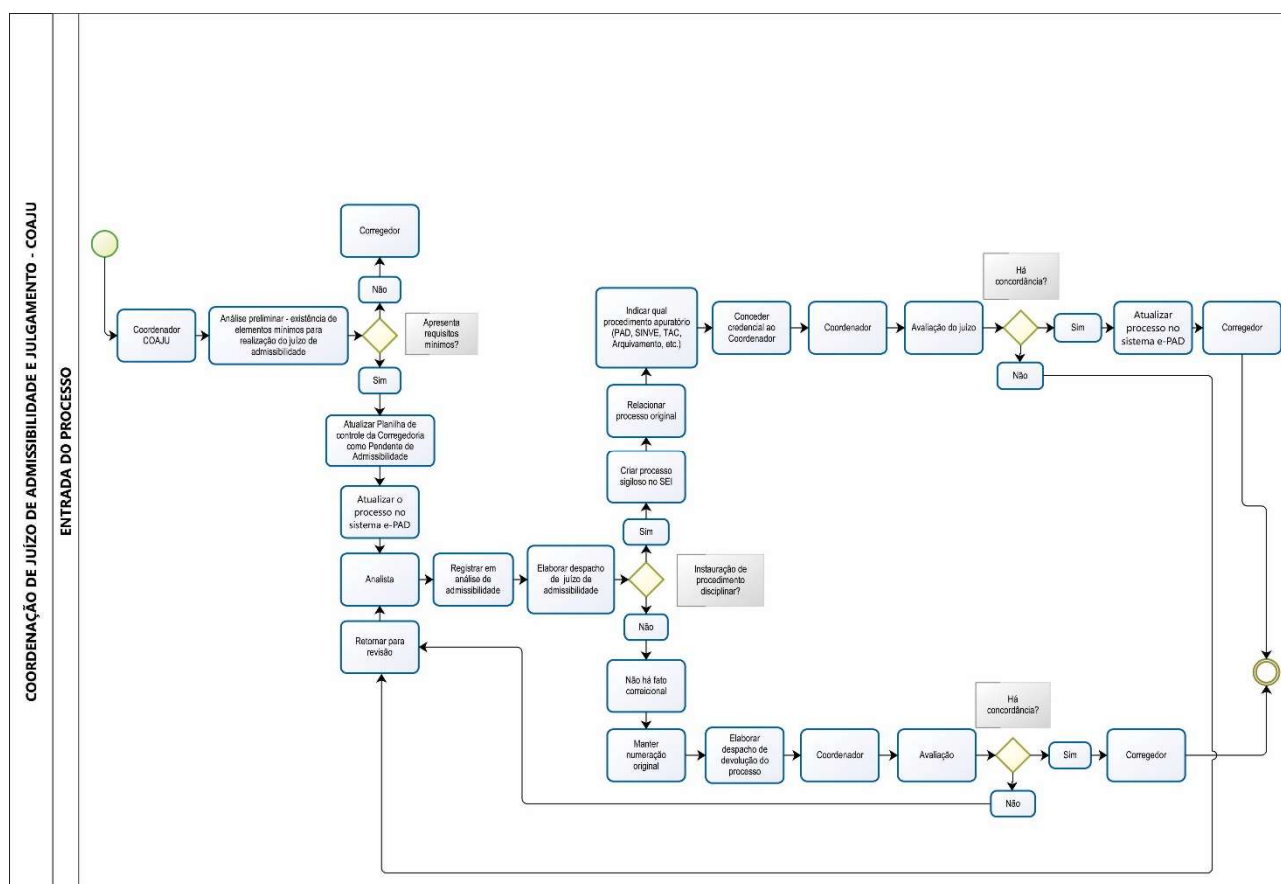 COORDENAÇÃO DE JUÍZO DE ADMISSIBILIDADE E JULGAMENTO - COAJU
ENTRADA DO PROCESSO
Coordenador
COAJU
Análise preliminar - existência de
elementos mínimos para
realização do juízo de
admissibilidade
Corregedor
Não
Apresenta
requisitos
mínimos?
Sim
Atualizar Planilha de
controle da Corregedoria
como Pendente de
Admissibilidade
Atualizar o
processo no
sistema e-PAD
Analista
Retornar para
revisão
Registrar em
análise de
admissibilidade
Elaborar despacho
de juízo de
admissibilidade
Instauração de
procedimento
disciplinar?
Sim
Criar processo
sigiloso no SEI
Relacionar
processo original
Indicar qual
procedimento apuratório
(PAD, SINVE, TAC,
Arquivamento, etc.)
Conceder
credencial ao
Coordenador
Coordenador
Avaliação do juízo
Há
concordância?
Sim
Não
Atualizar
processo no
sistema e-PAD
Corregedor
Não
Não há fato
correicional
Manter
numeração
original
Elaborar
despacho de
devolução do
processo
Coordenador
Avaliação
Há
concordância?
Sim
Não
Corregedor